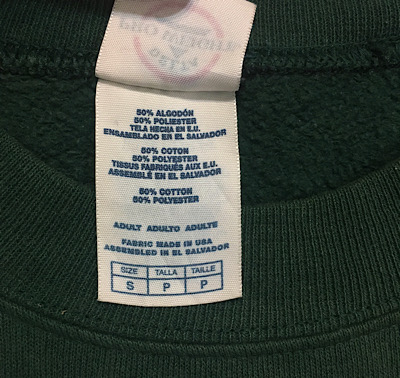 50% ALGODÓN
50% POLIESTER
TELA HECHA EN E.U.
ENSAMBLADO EN EL SALVADOR
50% COTON
50% POLYESTER
TISSUS FABRIQUÉS AUX E.U.
ASSEMBLÉ EN EL SALVADOR
50% COTTON
50% POLYESTER
ADULT ADULTO ADULTE
FABRIC MADE IN USA
ASSEMBLED IN EL SALVADOR
SIZE TALLA TAILLE
S P P